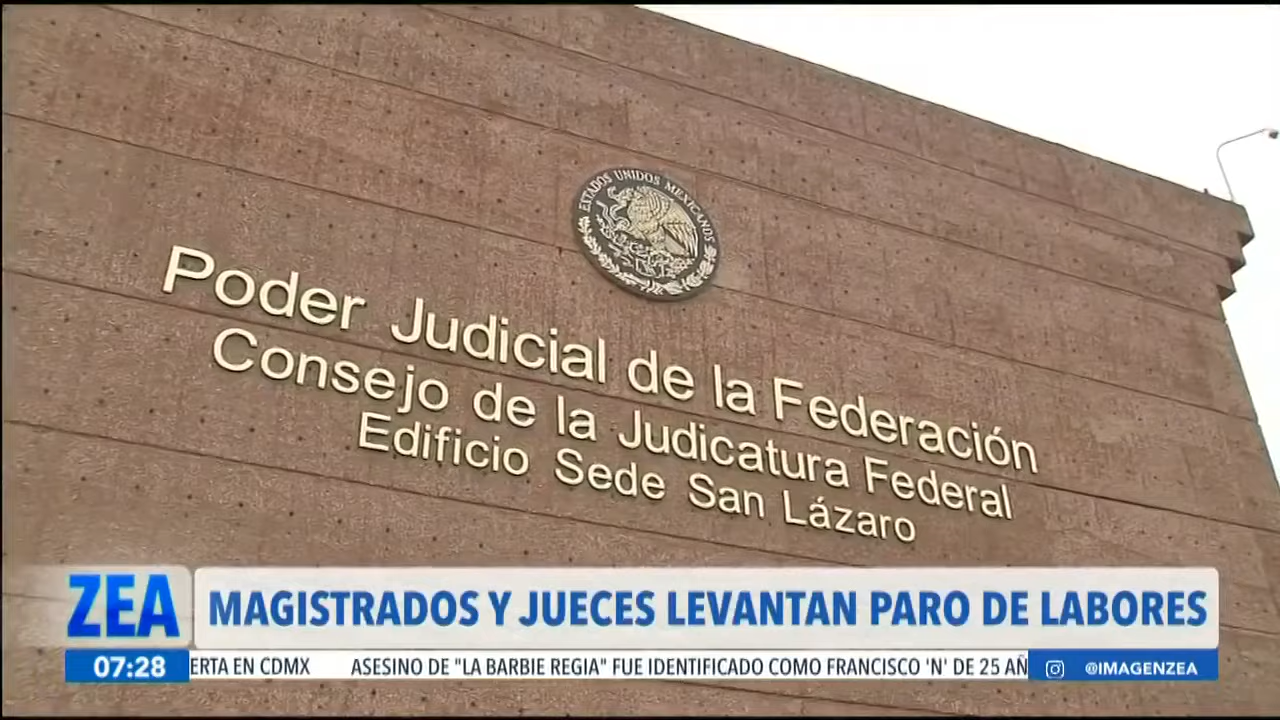 ESTADOS UNIDOS MEXICANOS
Poder Judicial de la Federación
Consejo de la Judicatura Federal
Edificio Sede San Lázaro
ZEA
MAGISTRADOS Y JUECES LEVANTAN PARO DE LABORES
07:28
ERTA EN CDMX ASESINO DE "LA BARBIE REGIA" FUE IDENTIFICADO COMO FRANCISCO 'N' DE 25 AÑ
@IMAGENZEA